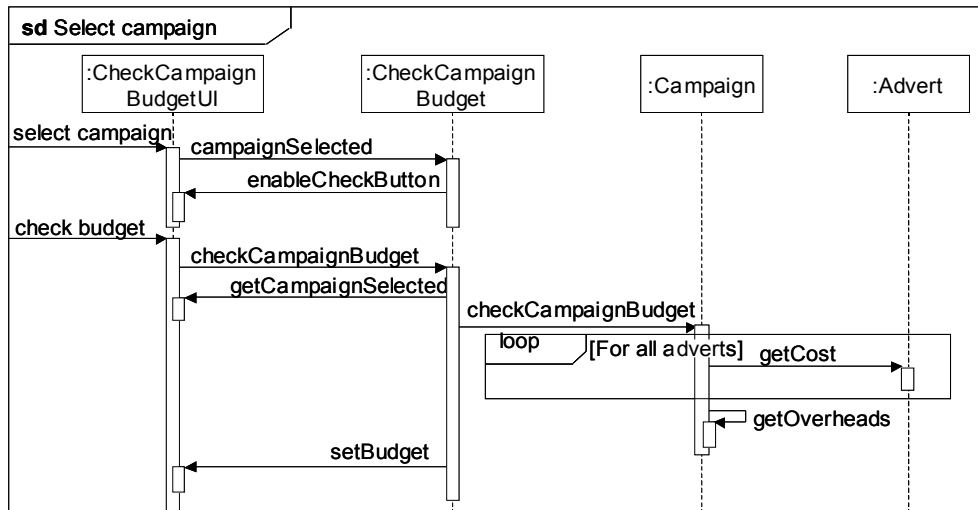 sd Select campaign
:CheckCampaign
BudgetUI
:CheckCampaign
Budget
:Campaign
:Advert
select campaign
campaignSelected
enableCheckButton
check budget
checkCampaignBudget
getCampaignSelected
checkCampaignBudget
loop
[For all adverts]
getCost
getOverheads
setBudget